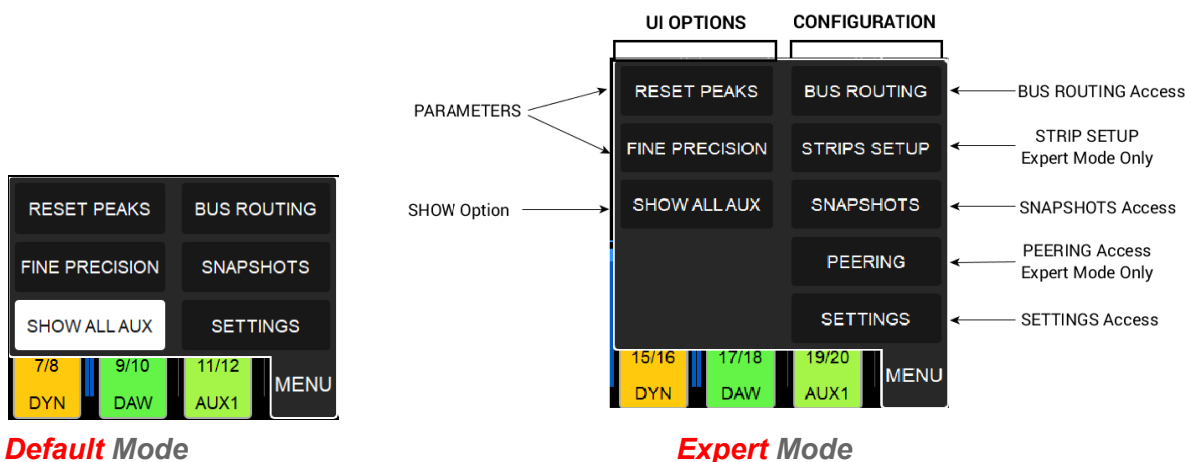 UI OPTIONS CONFIGURATION
RESET PEAKS BUS ROUTING
BUS ROUTING Access
PARAMETERS
FINE PRECISION STRIPS SETUP
STRIP SETUP
Expert Mode Only
SHOW Option
SHOW ALL AUX SNAPSHOTS
SNAPSHOTS Access
PEERING
PEERING Access
Expert Mode Only
SETTINGS
SETTINGS Access
15/16 17/18 19/20
DYN DAW AUX1
MENU
Expert Mode
RESET PEAKS BUS ROUTING
FINE PRECISION SNAPSHOTS
SHOW ALL AUX SETTINGS
7/8 9/10 11/12
DYN DAW AUX1
MENU
Default Mode